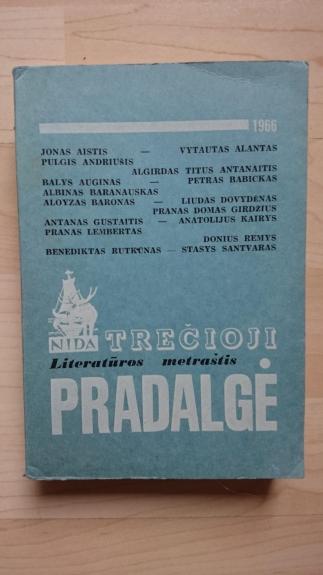 1966
JONAS AISTIS — VYTAUTAS ALANTAS
PULGIS ANDRIUŠIS
ALGIRDAS TITUS ANTANAITIS
BALYS AUGINAS — PETRAS BABICKAS
ALBINAS BARANAUSKAS
ALOYZAS BARONAS — LIUDAS DOVYDĖNAS
PRANAS DOMAS GIRDŽIUS
ANTANAS GUSTAITIS — ANATOLIJUS KAIRYS
PRANAS LEMBERTAS
DONIUS REMYS
BENEDIKTAS RUTKŪNAS — STASYS SANTVARAS
NIDA TREČIOJI
Literatūros metraštis
PRADALGĖ